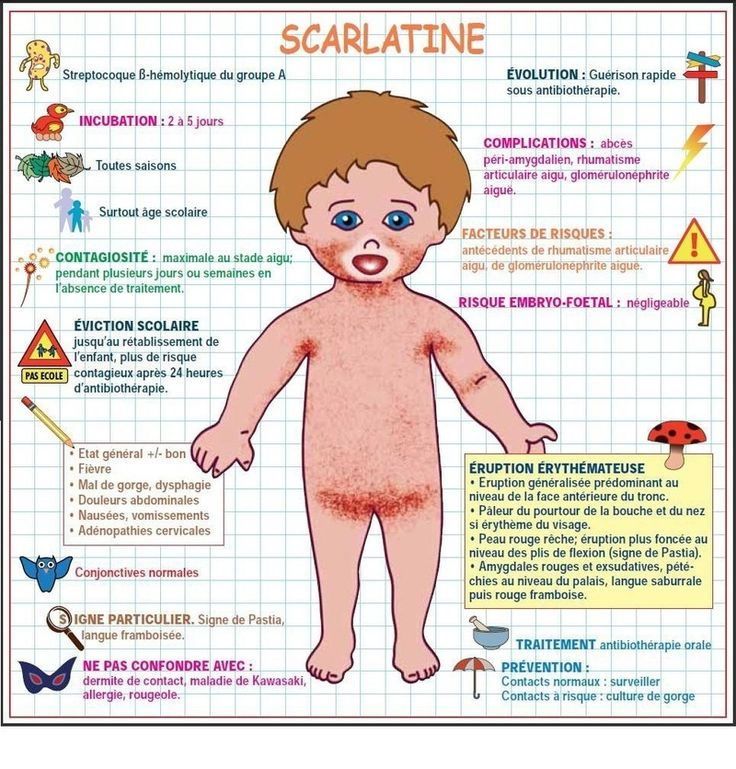 SCARLATINE
Streptocoque ß-hémolytique du groupe A
INCUBATION : 2 à 5 jours
Toutes saisons
Surtout âge scolaire
CONTAGIOSITÉ : maximale au stade aigu;
pendant plusieurs jours ou semaines en
l'absence de traitement.
ÉVICTION SCOLAIRE
jusqu'au rétablissement de
l'enfant, plus de risque
contagieux après 24 heures
d'antibiothérapie.
PAS ECOLE
• Etat général +/- bon
• Fièvre
• Mal de gorge, dysphagie
• Douleurs abdominales
• Nausées, vomissements
• Adénopathies cervicales
Conjonctives normales
SIGNE PARTICULIER. Signe de Pastia,
langue framboisée.
NE PAS CONFONDRE AVEC :
dermite de contact, maladie de Kawasaki,
allergie, rougeole.
ÉVOLUTION : Guérison rapide
sous antibiothérapie.
COMPLICATIONS : abcès
péri-amygdalien, rhumatisme
articulaire aigu, glomérulonéphrite
aiguë.
FACTEURS DE RISQUES :
antécédents de rhumatisme articulaire
aigu, de glomérulonéphrite aiguë.
RISQUE EMBRYO-FOETAL : négligeable
ÉRUPTION ÉRYTHÉMATEUSE
• Eruption généralisée prédominant au
niveau de la face antérieure du tronc.
• Pâleur du pourtour de la bouche et du nez
si érythème du visage.
• Peau rouge rêche; éruption plus foncée au
niveau des plis de flexion (signe de Pastia).
• Amygdales rouges et exsudatives, pété-
chies au niveau du palais, langue saburrale
puis rouge framboise.
TRAITEMENT antibiothérapie orale
PRÉVENTION :
Contacts normaux : surveiller
Contacts à risque : culture de gorge